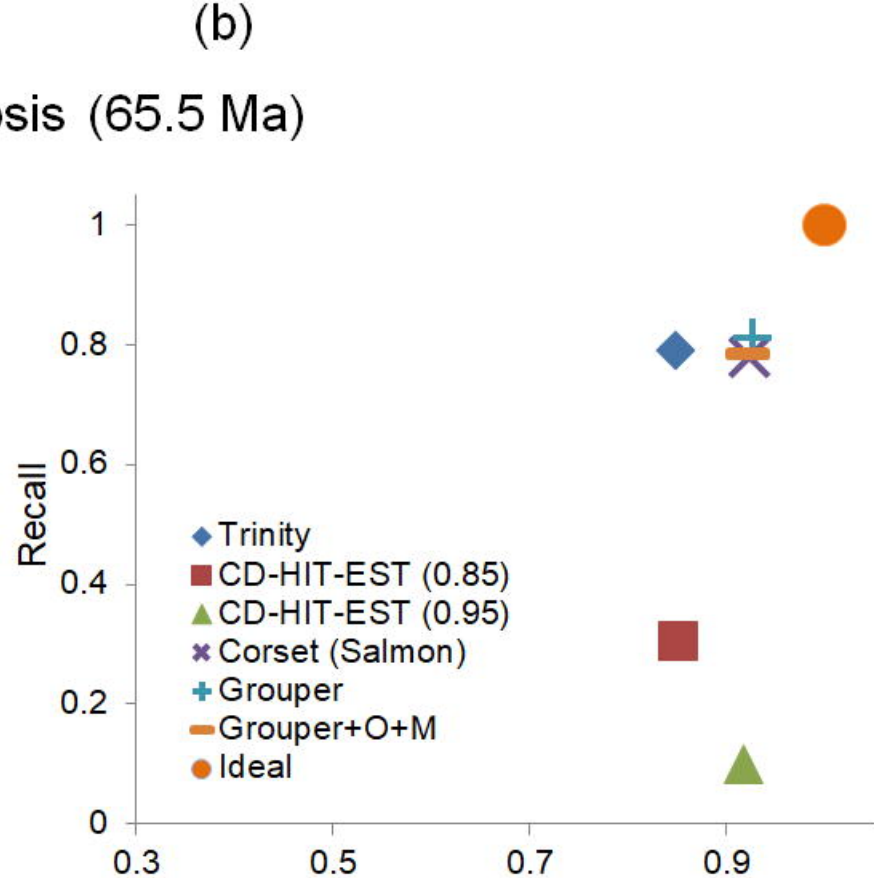 (b)
osis (65.5 Ma)
1
0.8
0.6
0.4
0.2
0
Recall
Trinity
CD-HIT-EST (0.85)
CD-HIT-EST (0.95)
Corset (Salmon)
Grouper
Grouper+O+M
Ideal
0.3 0.5 0.7 0.9